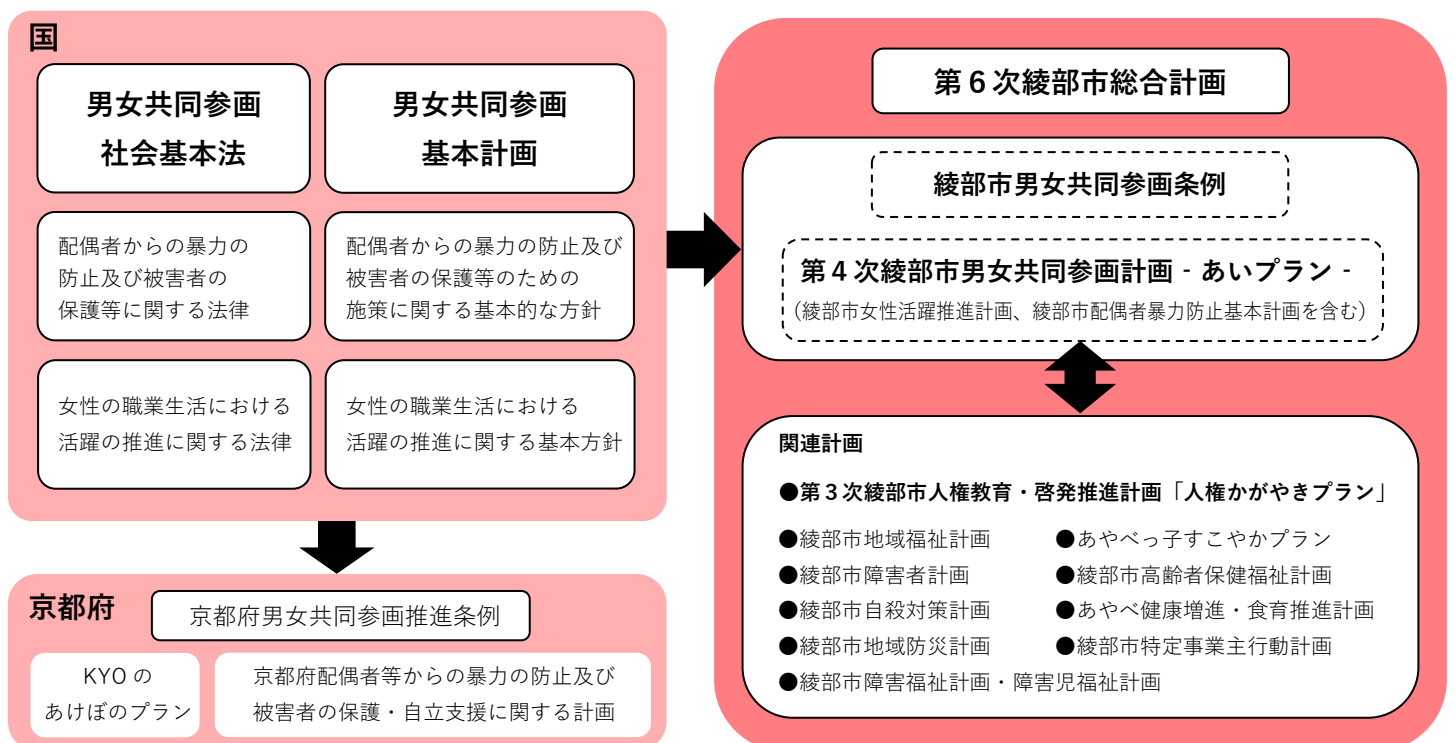 国
男女共同参画
社会基本法
男女共同参画
基本計画
配偶者からの暴力の
防止及び被害者の
保護等に関する法律
配偶者からの暴力の防止及び
被害者の保護等のための
施策に関する基本的な方針
女性の職業生活における
活躍の推進に関する法律
女性の職業生活における
活躍の推進に関する基本方針
京都府
京都府男女共同参画推進条例
KYO の
あけぼのプラン
京都府配偶者等からの暴力の防止及び
被害者の保護・自立支援に関する計画
第6次綾部市総合計画
綾部市男女共同参画条例
第4次綾部市男女共同参画計画 - あいプラン -
（綾部市女性活躍推進計画、綾部市配偶者暴力防止基本計画を含む）
関連計画
●第3次綾部市人権教育・啓発推進計画「人権かがやきプラン」
●綾部市地域福祉計画 ●あやべっ子すこやかプラン
●綾部市障害者計画 ●綾部市高齢者保健福祉計画
●綾部市自殺対策計画 ●あやべ健康増進・食育推進計画
●綾部市地域防災計画 ●綾部市特定事業主行動計画
●綾部市障害福祉計画・障害児福祉計画